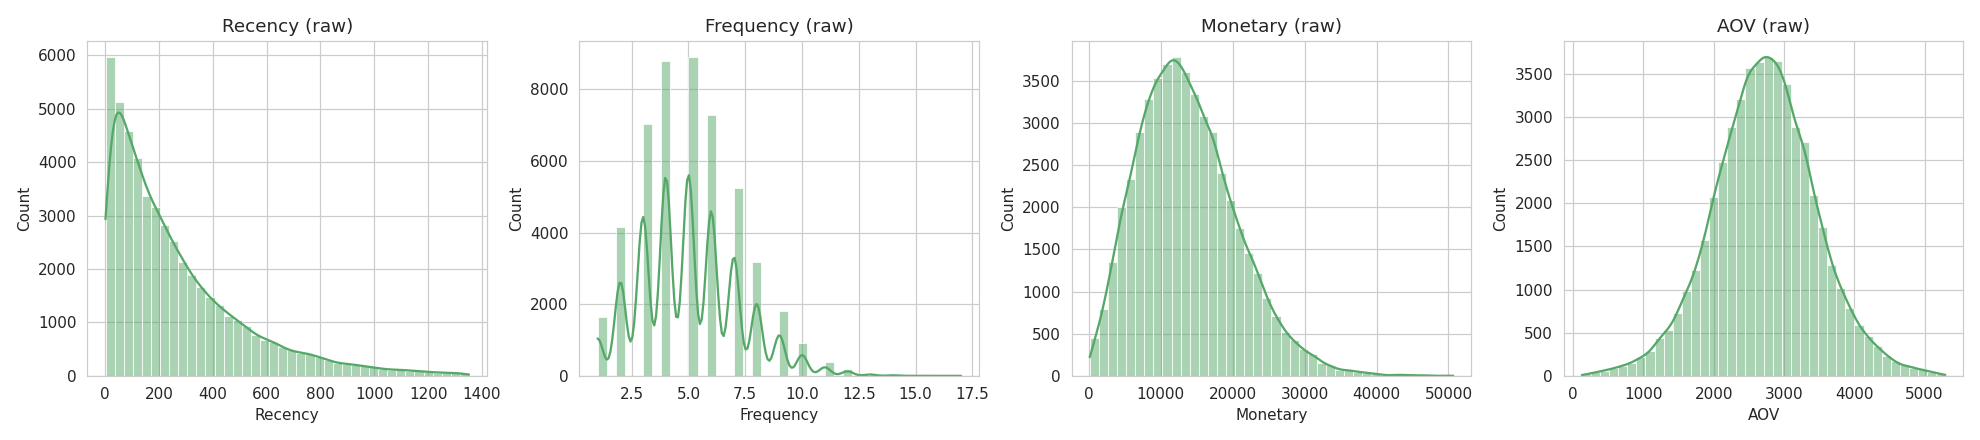 Recency (raw)
6000
5000
4000
3000
2000
1000
0
Count
0 200 400 600 800 1000 1200 1400
Recency
Frequency (raw)
8000
6000
4000
2000
0
Count
2.5 5.0 7.5 10.0 12.5 15.0 17.5
Frequency
Monetary (raw)
3500
3000
2500
2000
1500
1000
500
0
Count
0 10000 20000 30000 40000 50000
Monetary
AOV (raw)
3500
3000
2500
2000
1500
1000
500
0
Count
0 1000 2000 3000 4000 5000
AOV